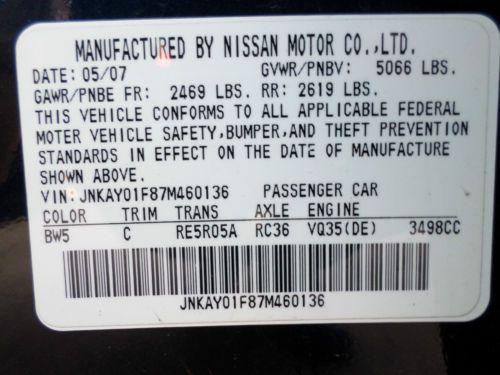 MANUFACTURED BY NISSAN MOTOR CO.,LTD.
DATE: 05/07 GVWR/PNBV: 5066 LBS.
GAWR/PNBE FR: 2469 LBS. RR: 2619 LBS.
THIS VEHICLE CONFORMS TO ALL APPLICABLE FEDERAL
MOTOR VEHICLE SAFETY,BUMPER,AND THEFT PREVENTION
STANDARDS IN EFFECT ON THE DATE OF MANUFACTURE
SHOWN ABOVE.
VIN: JNKAY01F87M460136 PASSENGER CAR
COLOR TRIM TRANS AXLE ENGINE
BW5 C RE5R05A RC36 VQ35(DE) 3498CC
JNKAY01F87M460136